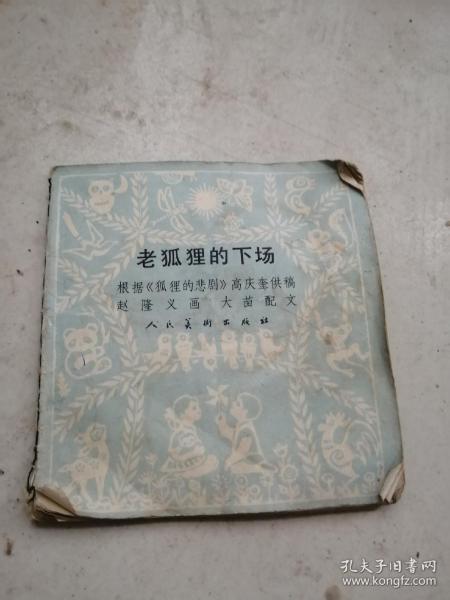 老狐狸的下场
根据《狐狸的悲剧》高庆奎供稿
赵隆义画 大苗配文
人民美術出版社
孔夫子旧书网
www.kongfz.com